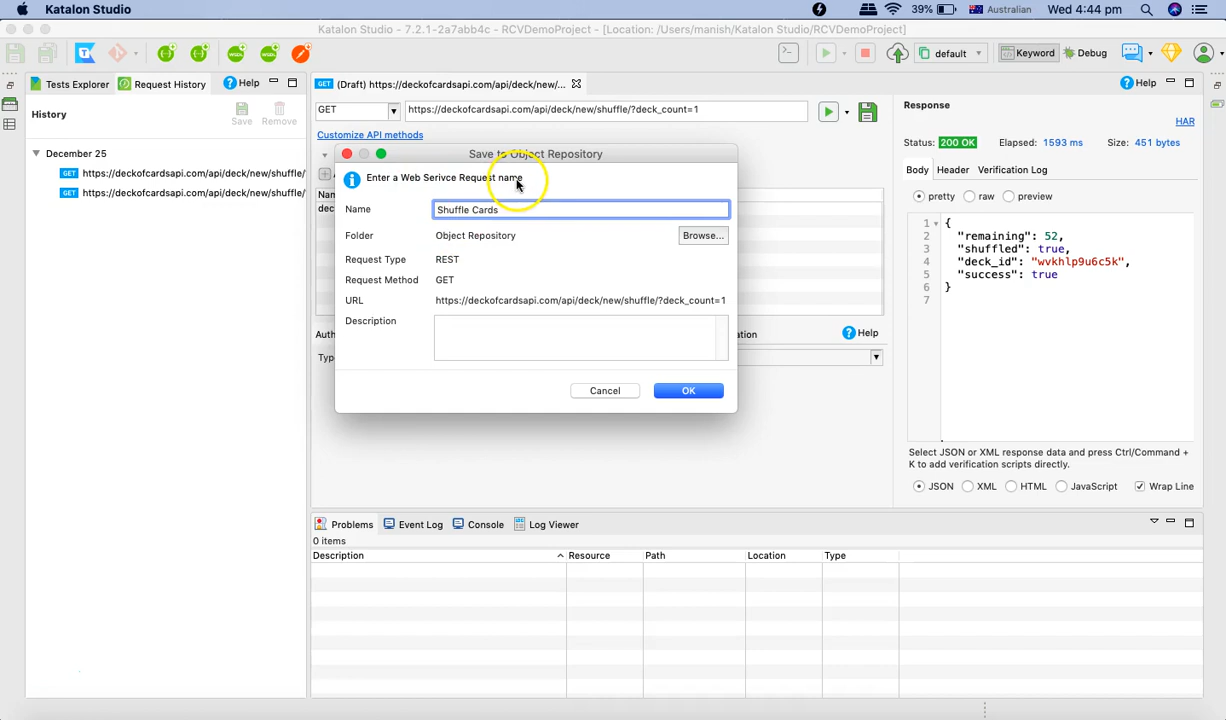 Katalon Studio 39% Australian Wed 4:44 pm
Katalon Studio - 7.2.1-2a7abb4c - RCVDemoProject - [Location: /Users/manish/Katalon Studio/RCVDemoProject]
default Keyword Debug
Tests Explorer Request History Help
GET (Draft) https://deckofcardsapi.com/api/deck/new/... Help
History Save Remove
GET https://deckofcardsapi.com/api/deck/new/shuffle/?deck_count=1
Customize API methods
Response
HAR
Status: 200 OK Elapsed: 1593 ms Size: 451 bytes
Body Header Verification Log
pretty raw preview
December 25
GET https://deckofcardsapi.com/api/deck/new/shuffle/
GET https://deckofcardsapi.com/api/deck/new/shuffle/
Save to Object Repository
Enter a Web Serivce Request name
Name Shuffle Cards
Folder Object Repository Browse...
Request Type REST
Request Method GET
URL https://deckofcardsapi.com/api/deck/new/shuffle/?deck_count=1
Description
Cancel OK
Nam
dec
Auth
Typ
ation Help
1 {
2 "remaining": 52,
3 "shuffled": true,
4 "deck_id": "wvkhlp9u6c5k",
5 "success": true
6 }
7
Select JSON or XML response data and press Ctrl/Command +
K to add verification scripts directly.
JSON XML HTML JavaScript Wrap Line
Problems Event Log Console Log Viewer
0 items
Description Resource Path Location Type